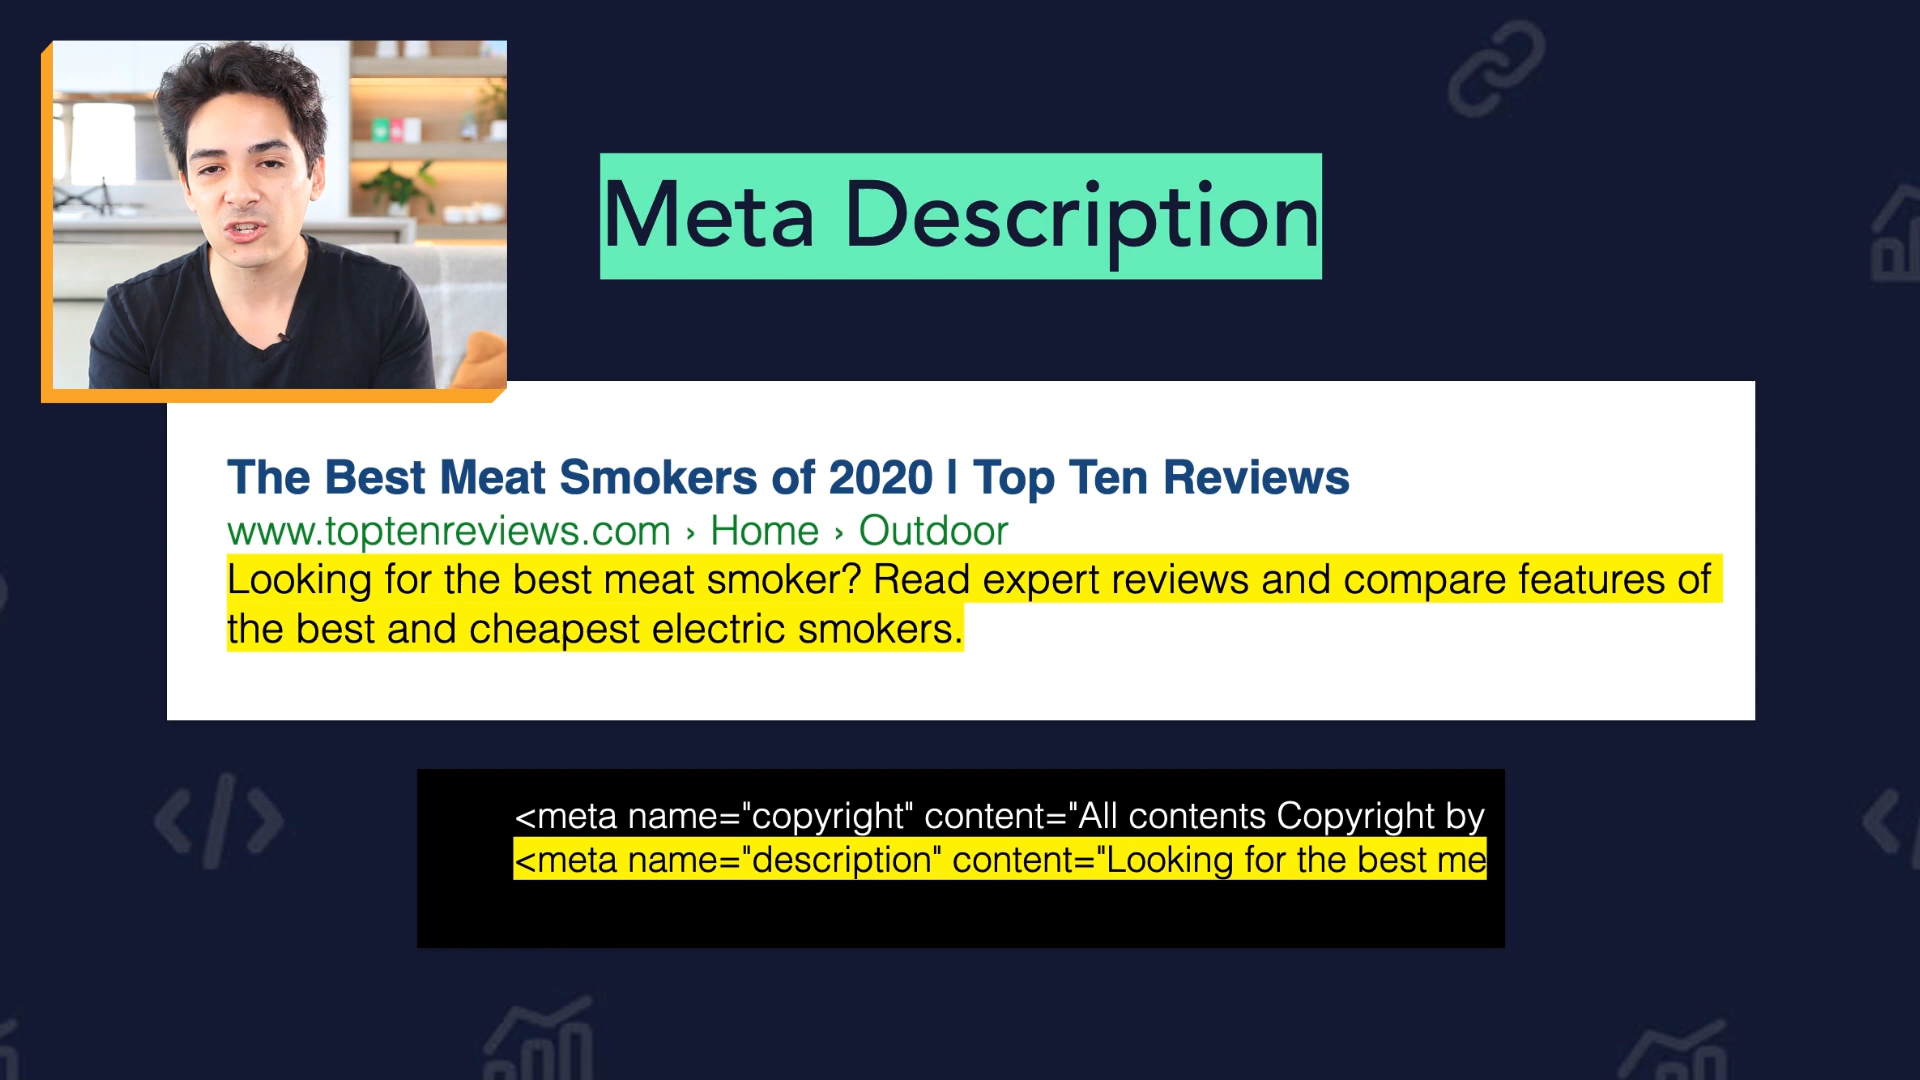 Meta Description
The Best Meat Smokers of 2020 | Top Ten Reviews
www.toptenreviews.com › Home › Outdoor
Looking for the best meat smoker? Read expert reviews and compare features of
the best and cheapest electric smokers.
<meta name="copyright" content="All contents Copyright by
<meta name="description" content="Looking for the best me